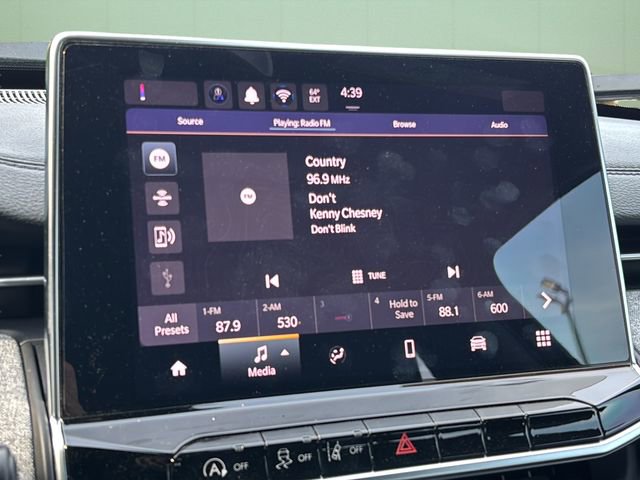 64°
EXT
4:39
Source Playing: Radio FM Browse Audio
FM
FM
Country
96.9 MHz
Don't
Kenny Chesney
Don't Blink
TUNE
All
Presets
1-FM
87.9
2-AM
530
3
4
Hold to
Save
5-FM
88.1
6-AM
600
Media
A OFF
OFF
OFF